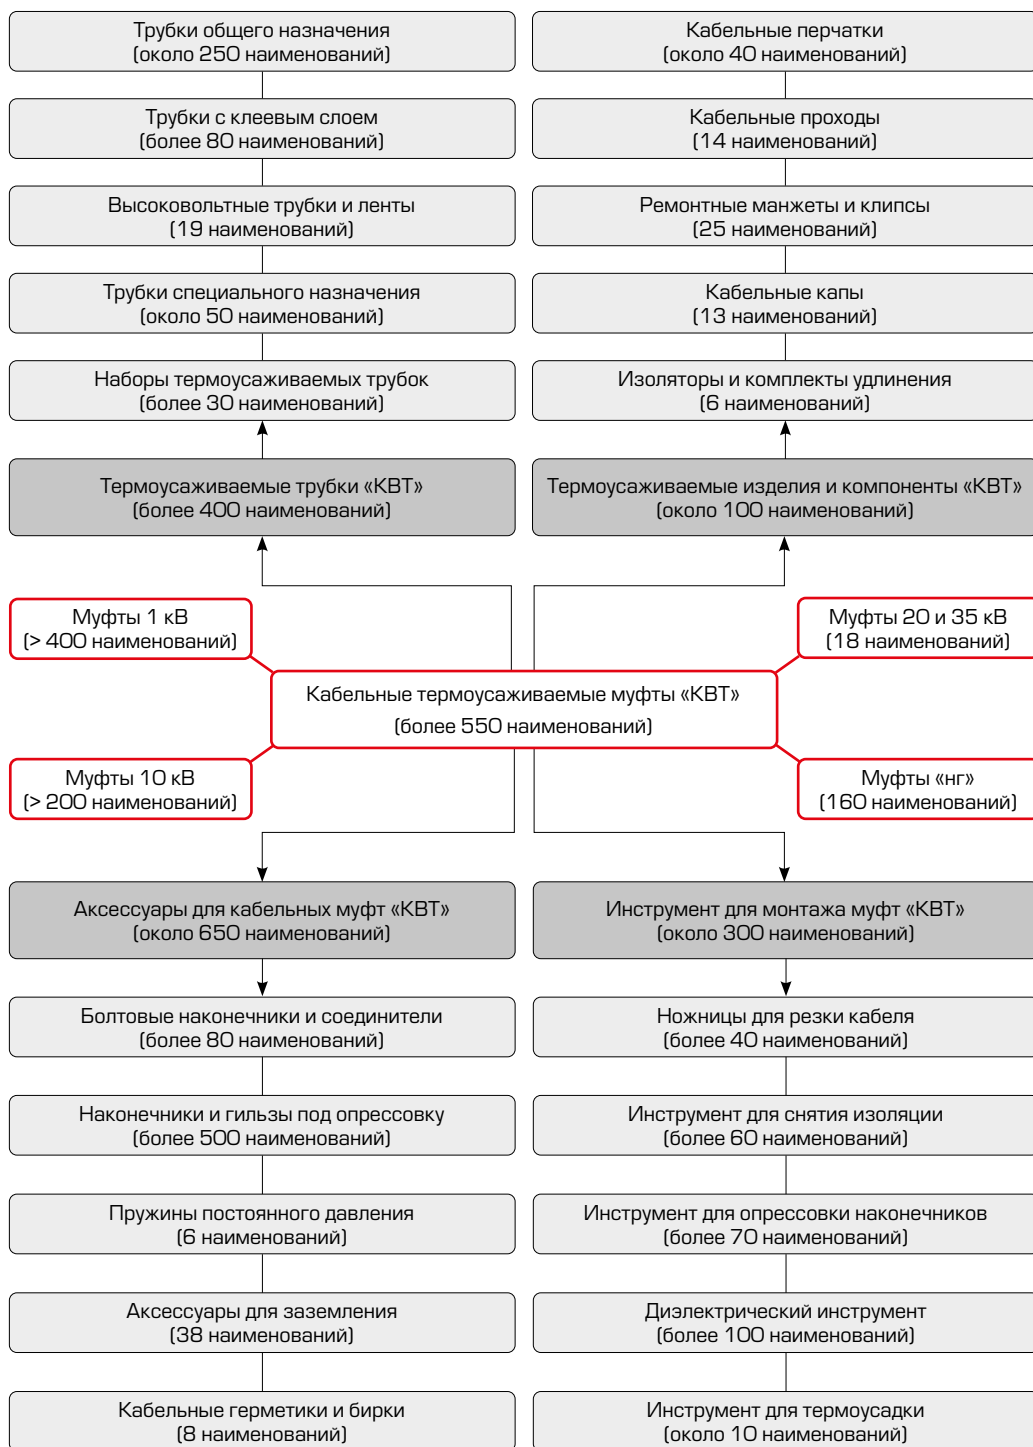 Трубки общего назначения
(около 250 наименований)
Кабельные перчатки
(около 40 наименований)
Трубки с клеевым слоем
(более 80 наименований)
Кабельные проходы
(14 наименований)
Высоковольтные трубки и ленты
(19 наименований)
Ремонтные манжеты и клипсы
(25 наименований)
Трубки специального назначения
(около 50 наименований)
Кабельные капы
(13 наименований)
Наборы термоусаживаемых трубок
(более 30 наименований)
Изоляторы и комплекты удлинения
(6 наименований)
Термоусаживаемые трубки «КВТ»
(более 400 наименований)
Термоусаживаемые изделия и компоненты «КВТ»
(около 100 наименований)
Муфты 1 кВ
(> 400 наименований)
Муфты 20 и 35 кВ
(18 наименований)
Кабельные термоусаживаемые муфты «КВТ»
(более 550 наименований)
Муфты 10 кВ
(> 200 наименований)
Муфты «нг»
(160 наименований)
Аксессуары для кабельных муфт «КВТ»
(около 650 наименований)
Инструмент для монтажа муфт «КВТ»
(около 300 наименований)
Болтовые наконечники и соединители
(более 80 наименований)
Ножницы для резки кабеля
(более 40 наименований)
Наконечники и гильзы под опрессовку
(более 500 наименований)
Инструмент для снятия изоляции
(более 60 наименований)
Пружины постоянного давления
(6 наименований)
Инструмент для опрессовки наконечников
(более 70 наименований)
Аксессуары для заземления
(38 наименований)
Диэлектрический инструмент
(более 100 наименований)
Кабельные герметики и бирки
(8 наименований)
Инструмент для термоусадки
(около 10 наименований)